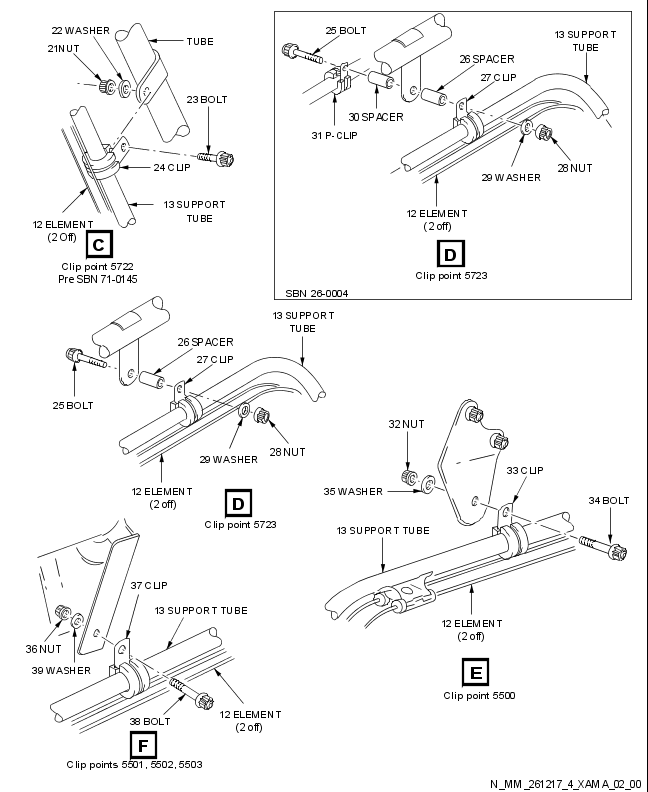 22 WASHER
TUBE
21 NUT
23 BOLT
24 CLIP
13 SUPPORT
TUBE
12 ELEMENT
(2 Off)
C
Clip point 5722
Pre SBN 71-0145
25 BOLT
13 SUPPORT
TUBE
26 SPACER
27 CLIP
30 SPACER
31 P-CLIP
28 NUT
29 WASHER
12 ELEMENT
(2 off)
D
Clip point 5723
SBN 26-0004
13 SUPPORT
TUBE
26 SPACER
27 CLIP
25 BOLT
28 NUT
29 WASHER
12 ELEMENT
(2 off)
D
Clip point 5723
32 NUT
33 CLIP
35 WASHER
34 BOLT
13 SUPPORT TUBE
12 ELEMENT
(2 off)
E
Clip point 5500
37 CLIP
13 SUPPORT TUBE
36 NUT
39 WASHER
12 ELEMENT
(2 off)
38 BOLT
F
Clip points 5501, 5502, 5503
N_MM_261217_4_XAMA_02_00